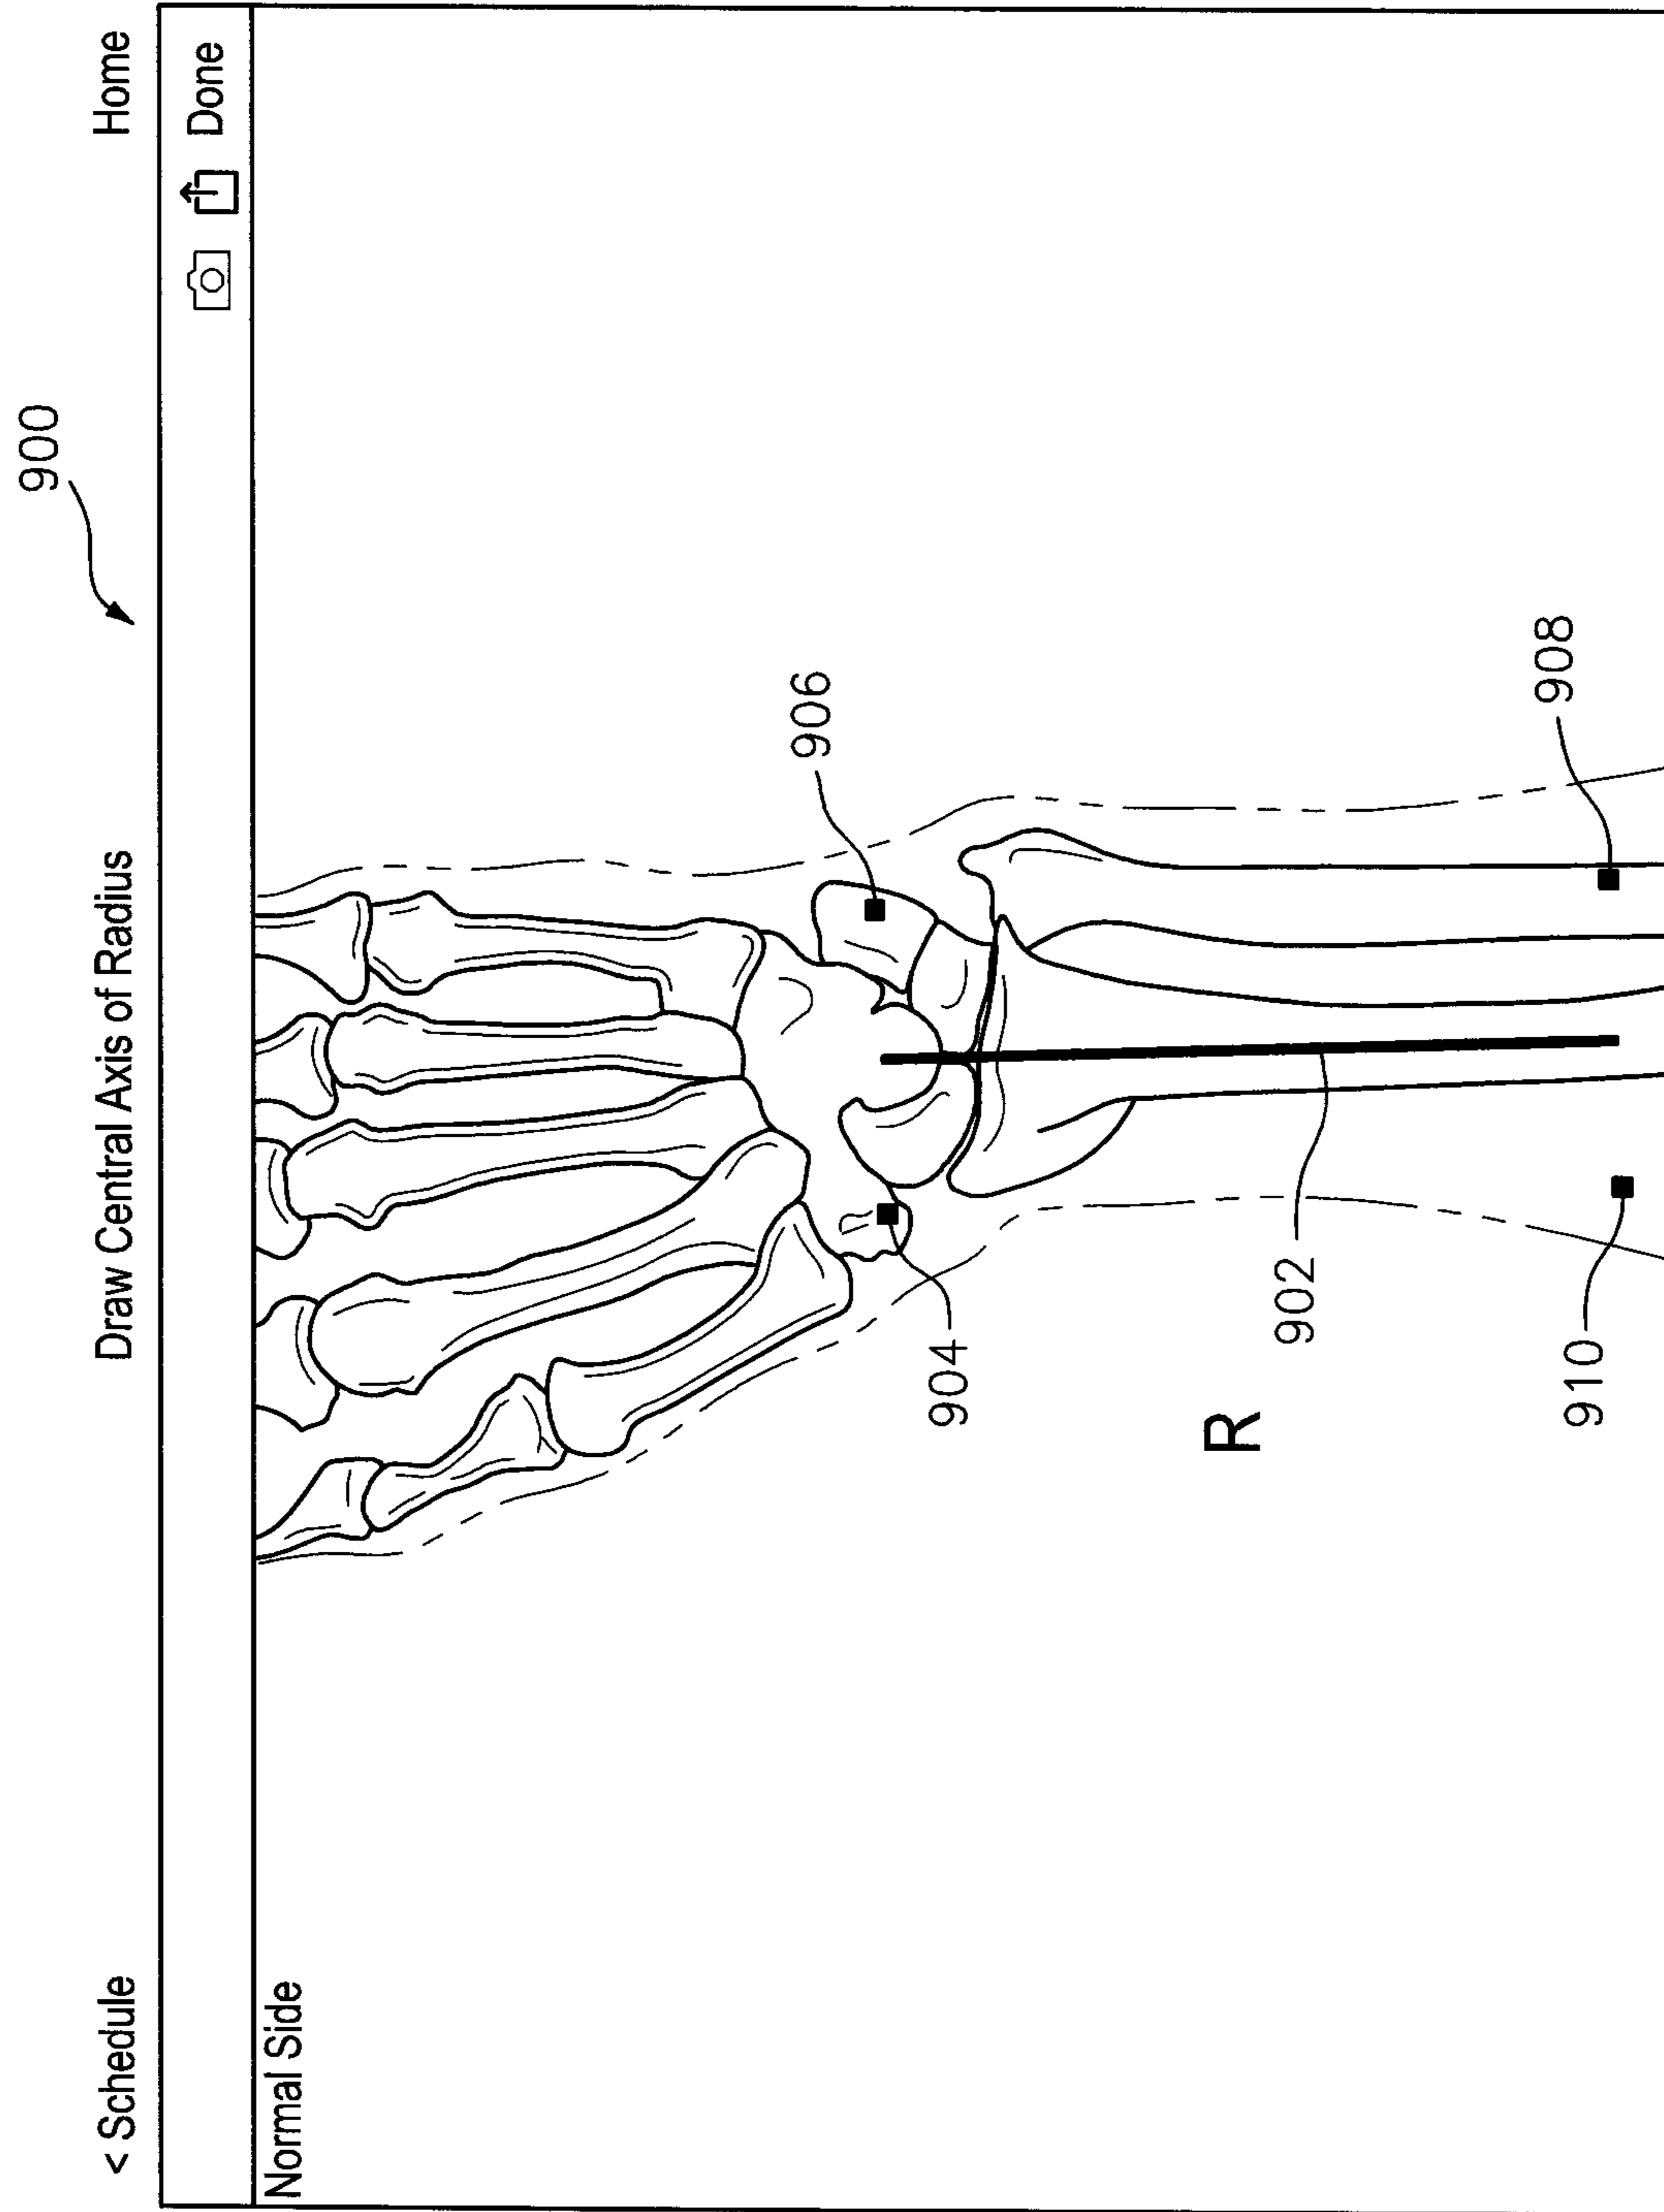 900
< Schedule Draw Central Axis of Radius Home
Done
Normal Side
906
904
R
902
908
910